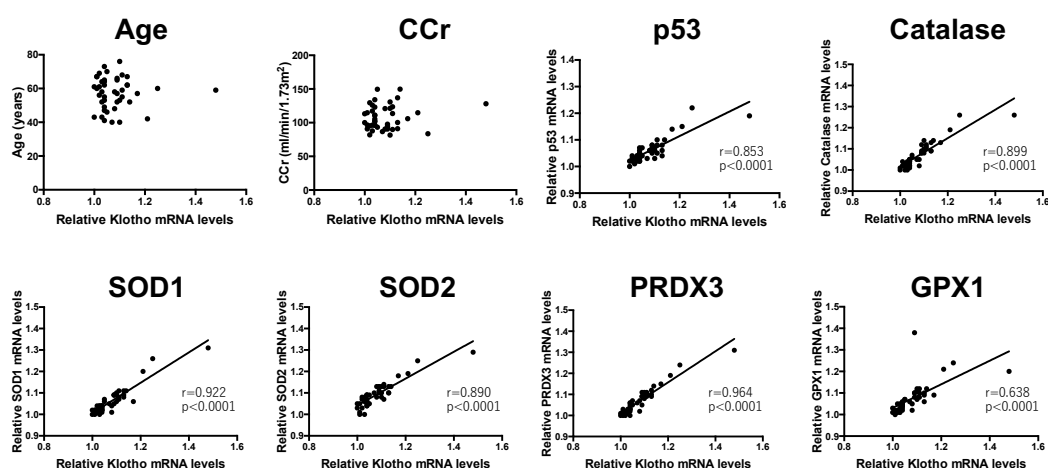 Age
CCr
p53
Catalase
Age (years)
80
60
40
20
0
0.8 1.0 1.2 1.4 1.6
Relative Klotho mRNA levels
CCr (ml/min/1.73m²)
200
150
100
50
0
0.8 1.0 1.2 1.4 1.6
Relative Klotho mRNA levels
Relative p53 mRNA levels
1.4
1.3
1.2
1.1
1.0
0.9
r=0.853
p<0.0001
0.8 1.0 1.2 1.4 1.6
Relative Klotho mRNA levels
Relative Catalase mRNA levels
1.5
1.4
1.3
1.2
1.1
1.0
0.9
r=0.899
p<0.0001
0.8 1.0 1.2 1.4 1.6
Relative Klotho mRNA levels
SOD1
SOD2
PRDX3
GPX1
Relative SOD1 mRNA levels
1.5
1.4
1.3
1.2
1.1
1.0
0.9
r=0.922
p<0.0001
0.8 1.0 1.2 1.4 1.6
Relative Klotho mRNA levels
Relative SOD2 mRNA levels
1.5
1.4
1.3
1.2
1.1
1.0
0.9
r=0.890
p<0.0001
0.8 1.0 1.2 1.4 1.6
Relative Klotho mRNA levels
Relative PRDX3 mRNA levels
1.5
1.4
1.3
1.2
1.1
1.0
0.9
r=0.964
p<0.0001
0.8 1.0 1.2 1.4 1.6
Relative Klotho mRNA levels
Relative GPX1 mRNA levels
1.5
1.4
1.3
1.2
1.1
1.0
0.9
r=0.638
p<0.0001
0.8 1.0 1.2 1.4 1.6
Relative Klotho mRNA levels